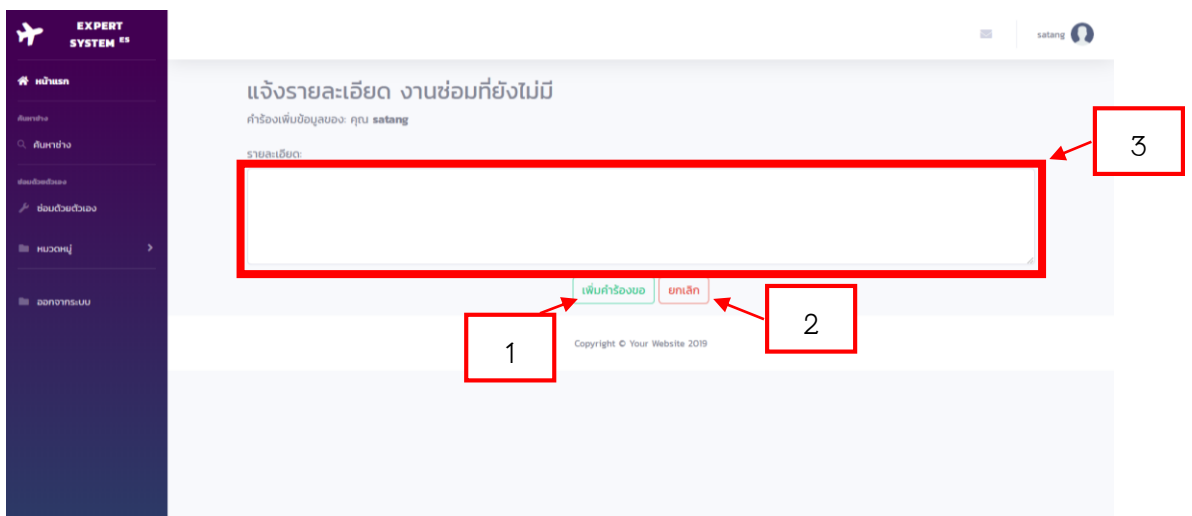 EXPERT
SYSTEM ES
satang
หน้าแรก
ค้นหาช่าง
ค้นหาช่าง
ซ่อมด้วยตัวเอง
ซ่อมด้วยตัวเอง
หมวดหมู่
ออกจากระบบ
แจ้งรายละเอียด งานซ่อมที่ยังไม่มี
คำร้องเพิ่มข้อมูลของ: คุณ satang
รายละเอียด:
3
เพิ่มคำร้องขอ ยกเลิก
1
2
Copyright © Your Website 2019